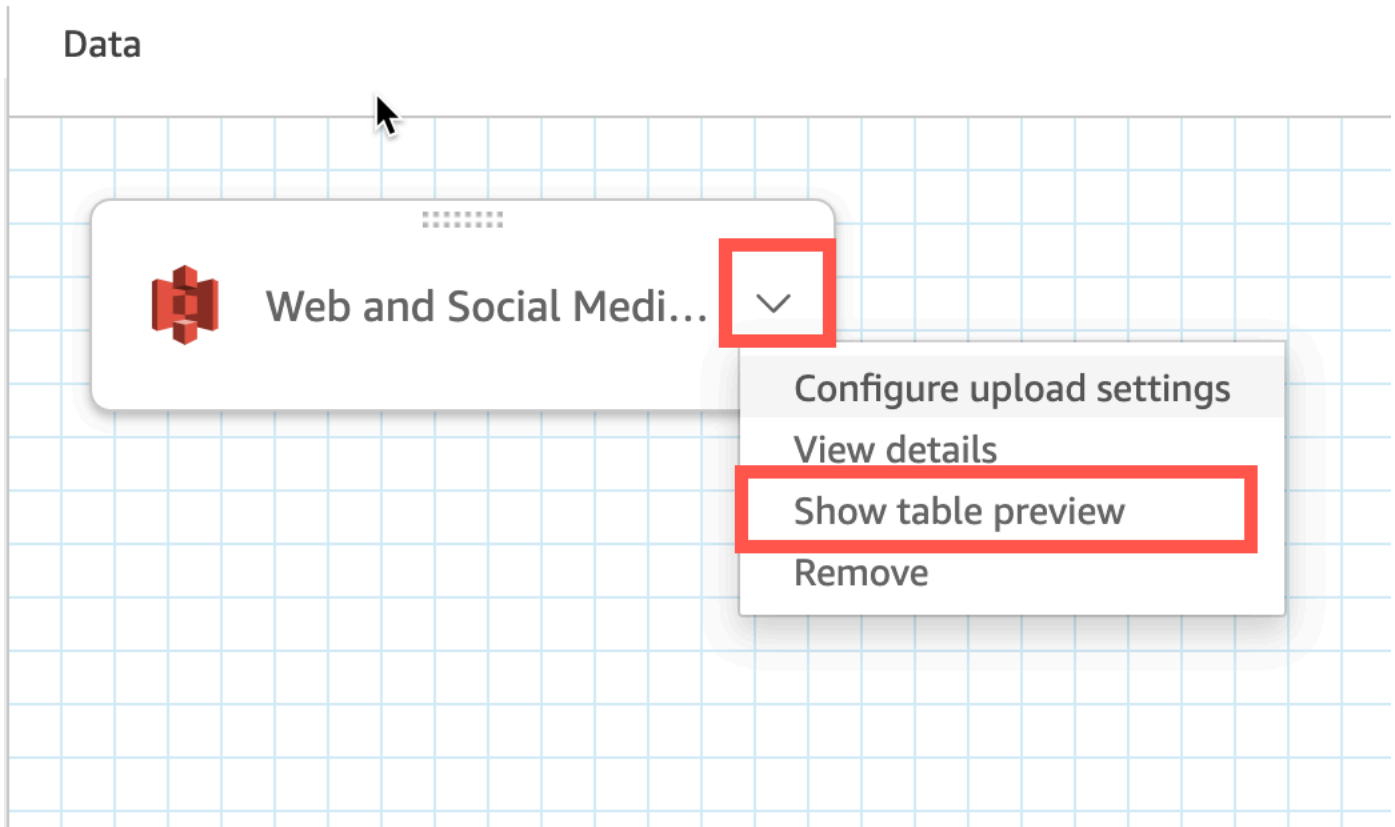 Data
Web and Social Medi...
Configure upload settings
View details
Show table preview
Remove